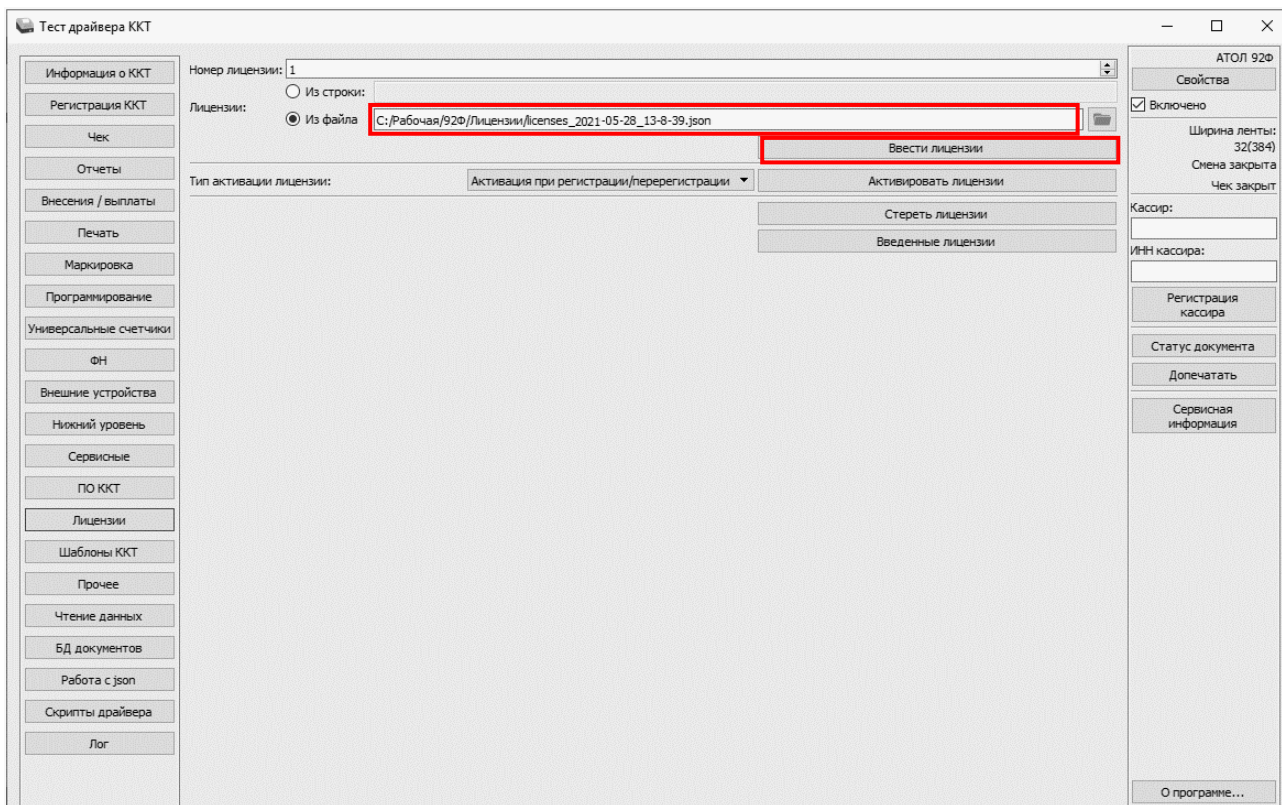 Тест драйвера ККТ
Информация о ККТ
Регистрация ККТ
Чек
Отчеты
Внесения / выплаты
Печать
Маркировка
Программирование
Универсальные счетчики
ФН
Внешние устройства
Нижний уровень
Сервисные
ПО ККТ
Лицензии
Шаблоны ККТ
Прочее
Чтение данных
БД документов
Работа с json
Скрипты драйвера
Лог
Номер лицензии: 1
Лицензии:
Из строки:
Из файла C:/Рабочая/92Ф/Лицензии/licenses_2021-05-28_13-8-39.json
Ввести лицензии
Тип активации лицензии: Активация при регистрации/перерегистрации Активировать лицензии
Стереть лицензии
Введенные лицензии
АТОЛ 92Ф
Свойства
Включено
Ширина ленты:
32(384)
Смена закрыта
Чек закрыт
Кассир:
ИНН кассира:
Регистрация
кассира
Статус документа
Допечатать
Сервисная
информация
О программе...